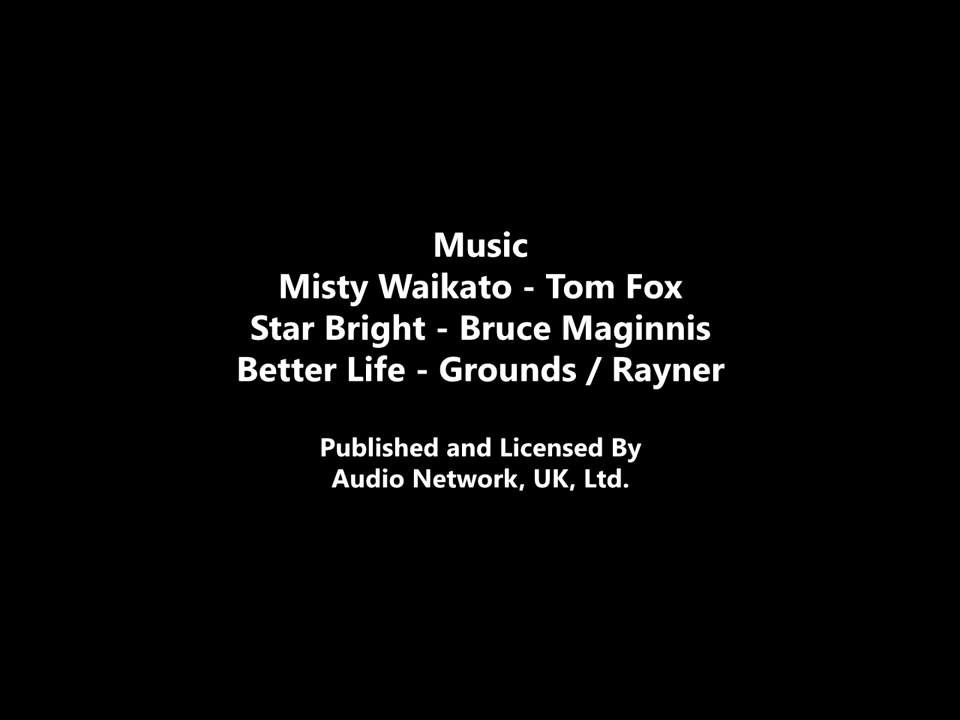 Music
Misty Waikato - Tom Fox
Star Bright - Bruce Maginnis
Better Life - Grounds / Rayner
Published and Licensed By
Audio Network, UK, Ltd.